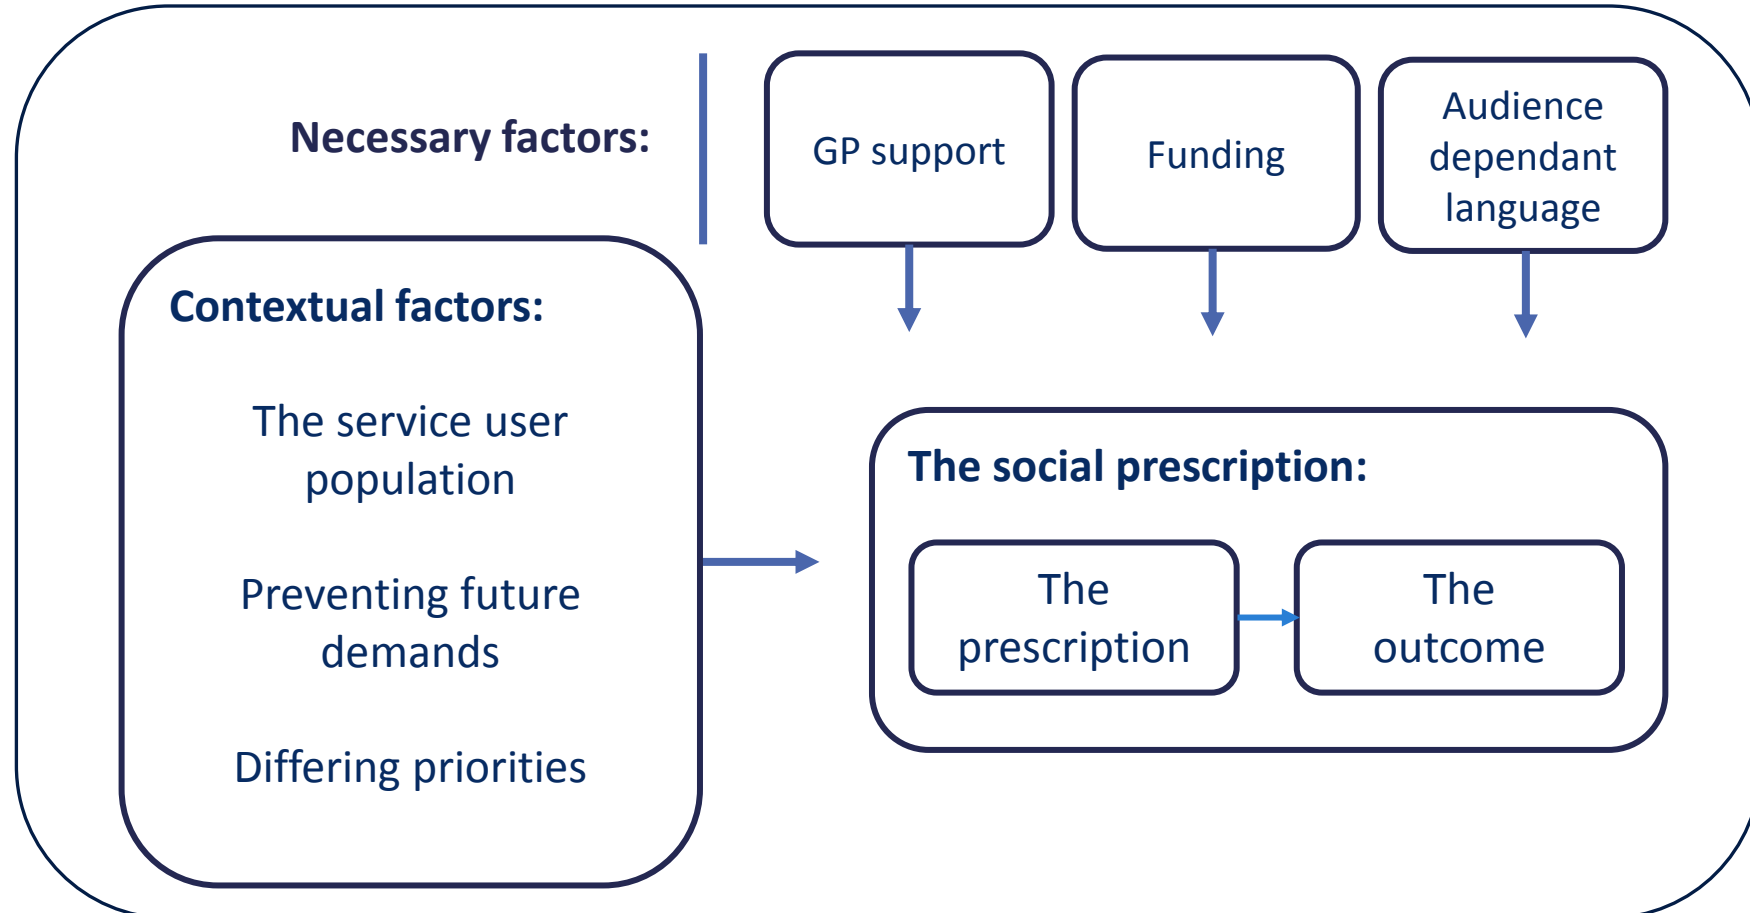 Necessary factors:
GP support
Funding
Audience
dependant
language
Contextual factors:
The service user
population
Preventing future
demands
Differing priorities
The social prescription:
The
prescription
The
outcome